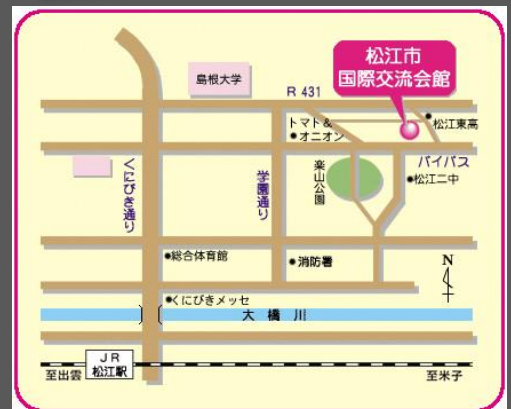 松江市
国際交流会館
島根大学
R 431
トマト&
オニオン
松江東高
バイパス
松江二中
くにびき通り
学園通り
楽山公園
総合体育館
消防署
N
くにびきメッセ
大橋川
JR
松江駅
至出雲
至米子